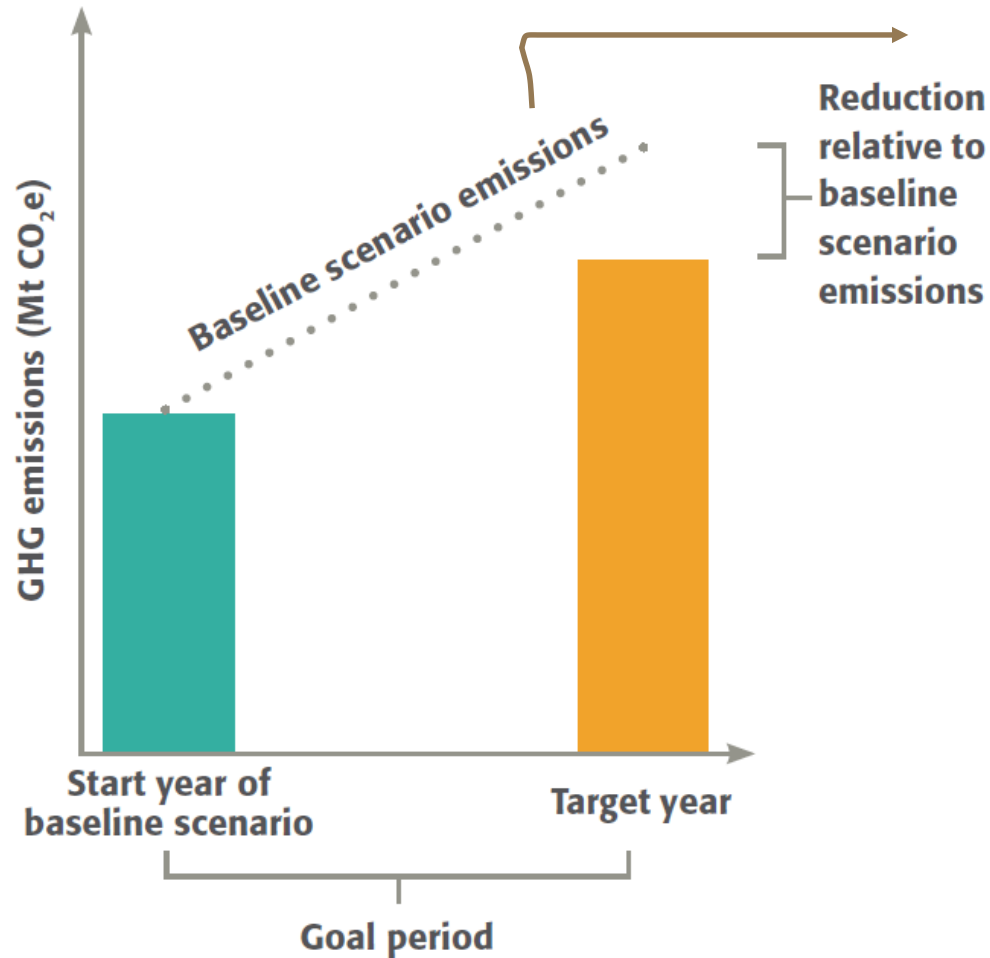 GHG emissions (Mt CO₂e)
Baseline scenario emissions
Reduction
relative to
baseline
scenario
emissions
Start year of
baseline scenario
Target year
Goal period